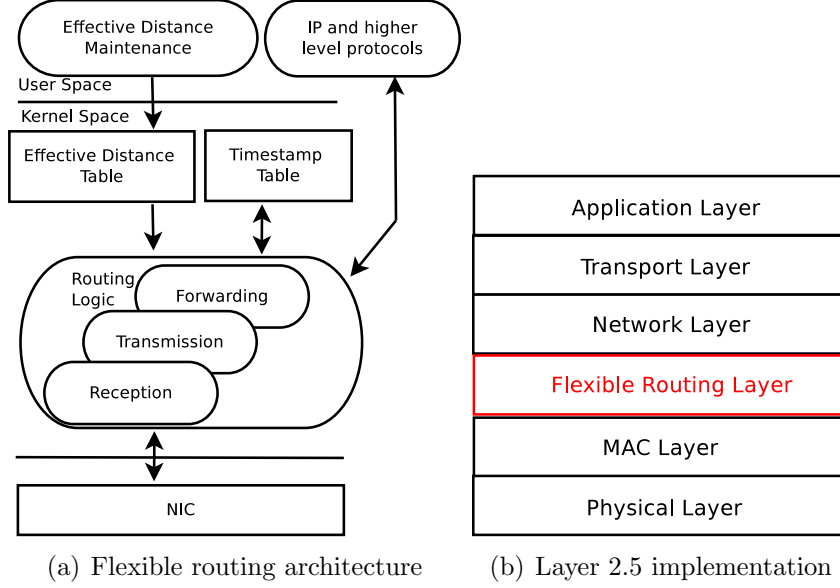 Effective Distance
Maintenance
IP and higher
level protocols
User Space
Kernel Space
Effective Distance
Table
Timestamp
Table
Routing
Logic
Forwarding
Transmission
Reception
NIC
(a) Flexible routing architecture
Application Layer
Transport Layer
Network Layer
Flexible Routing Layer
MAC Layer
Physical Layer
(b) Layer 2.5 implementation